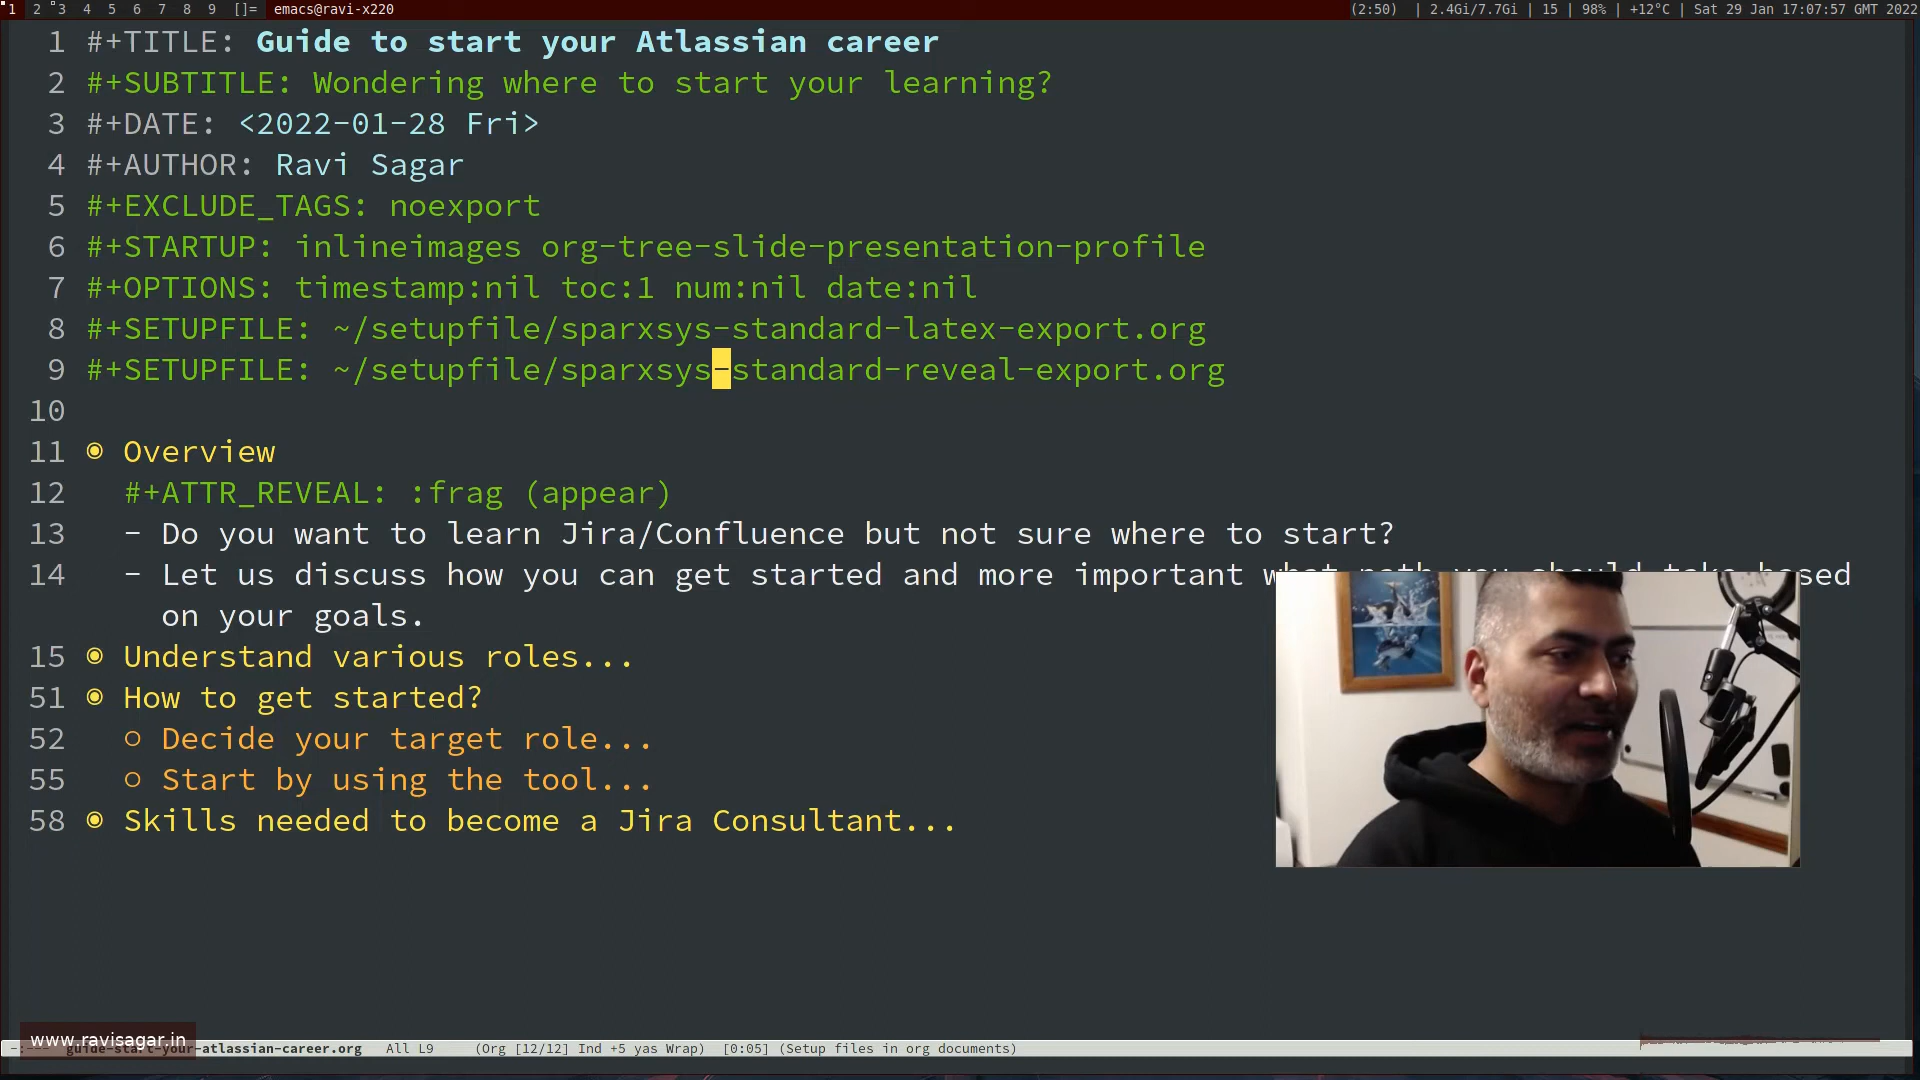 1 2 3 4 5 6 7 8 9 []= emacs@ravi-x220 (2:50) | 2.4Gi/7.7Gi | 15 | 98% | +12°C | Sat 29 Jan 17:07:57 GMT 2022
1 #+TITLE: Guide to start your Atlassian career
2 #+SUBTITLE: Wondering where to start your learning?
3 #+DATE: <2022-01-28 Fri>
4 #+AUTHOR: Ravi Sagar
5 #+EXCLUDE_TAGS: noexport
6 #+STARTUP: inlineimages org-tree-slide-presentation-profile
7 #+OPTIONS: timestamp:nil toc:1 num:nil date:nil
8 #+SETUPFILE: ~/setupfile/sparxsys-standard-latex-export.org
9 #+SETUPFILE: ~/setupfile/sparxsys-standard-reveal-export.org
10
11 ◉ Overview
12 #+ATTR_REVEAL: :frag (appear)
13 - Do you want to learn Jira/Confluence but not sure where to start?
14 - Let us discuss how you can get started and more important what path you should take based
on your goals.
15 ◉ Understand various roles...
51 ◉ How to get started?
52 ○ Decide your target role...
55 ○ Start by using the tool...
58 ◉ Skills needed to become a Jira Consultant...
www.ravisagar.in
-:--- guide-start-your-atlassian-career.org All L9 (Org [12/12] Ind +5 yas Wrap) [0:05] (Setup files in org documents)